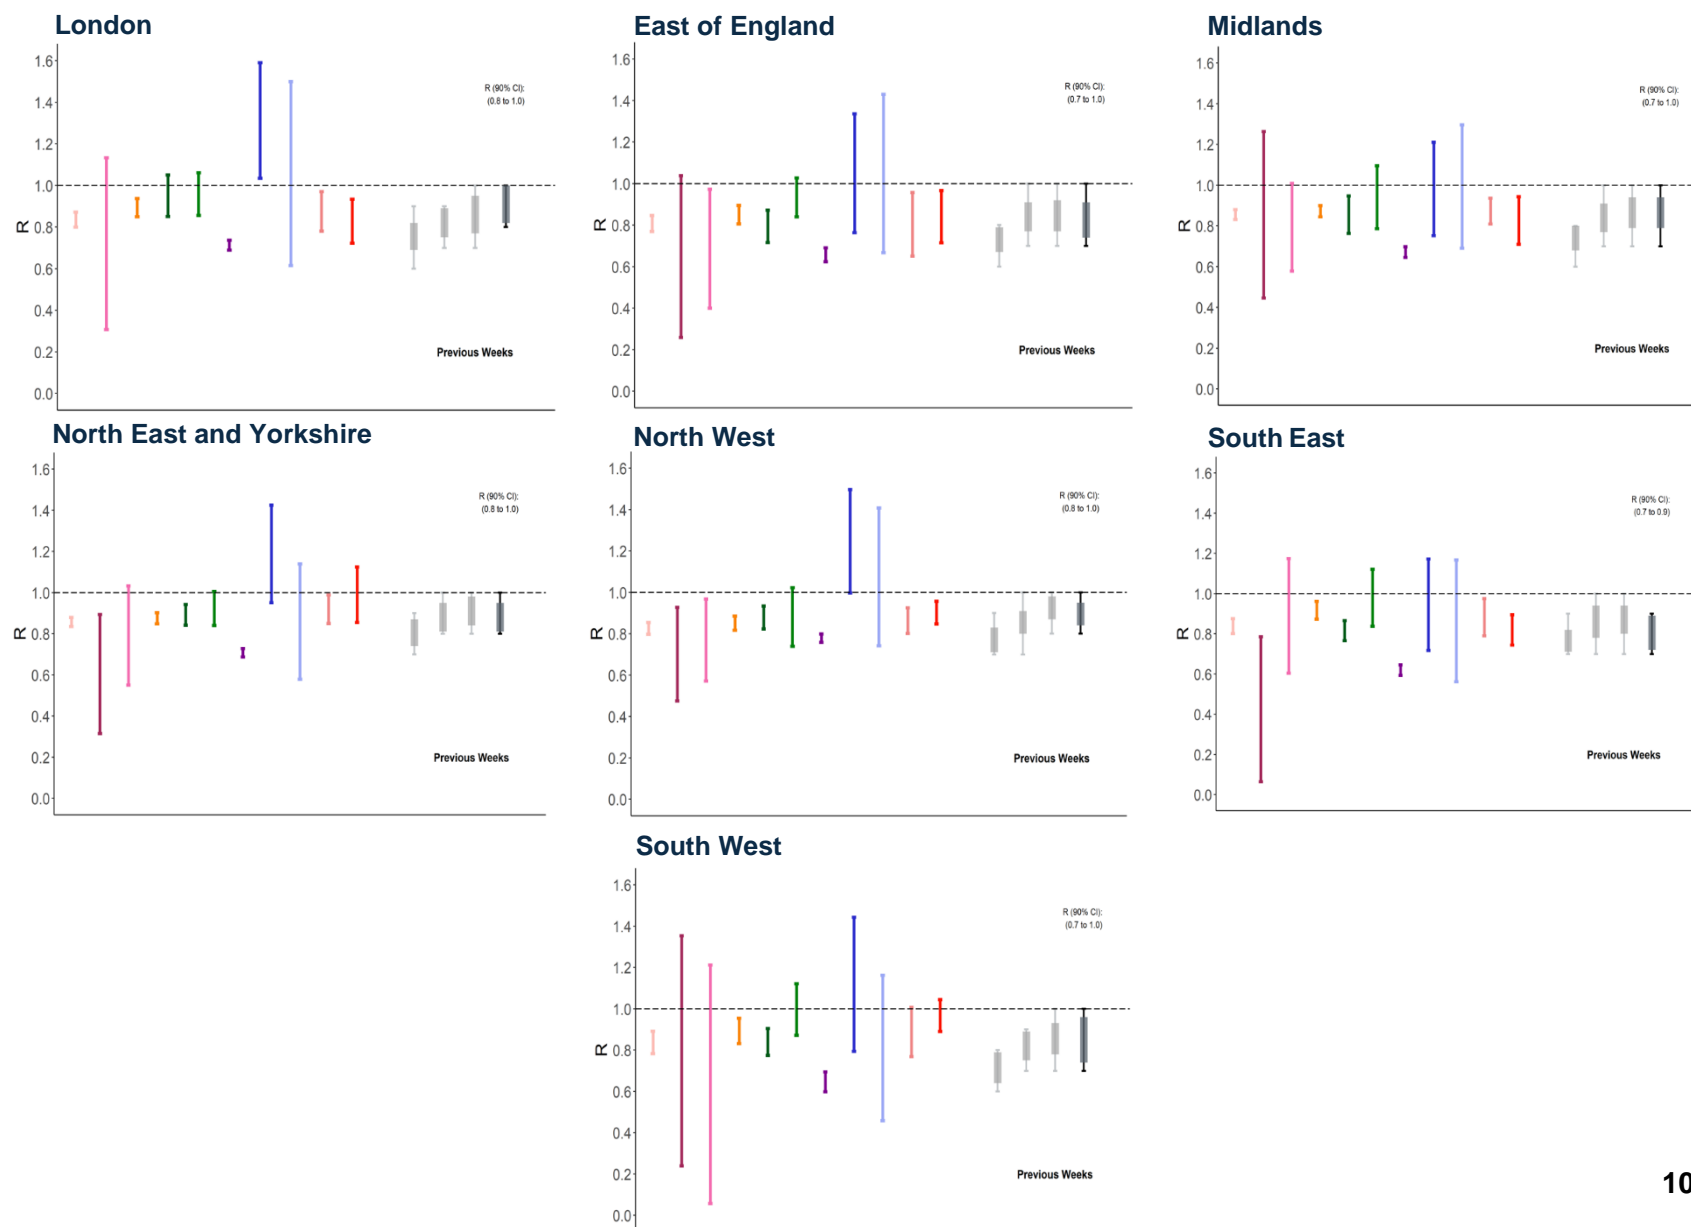 London
1.6
1.4
1.2
1.0
0.8
0.6
0.4
0.2
0.0
R
R (90% CI):
(0.8 to 1.0)
Previous Weeks
East of England
1.6
1.4
1.2
1.0
0.8
0.6
0.4
0.2
0.0
R
R (90% CI):
(0.7 to 1.0)
Previous Weeks
Midlands
1.6
1.4
1.2
1.0
0.8
0.6
0.4
0.2
0.0
R
R (90% CI):
(0.7 to 1.0)
Previous Weeks
North East and Yorkshire
1.6
1.4
1.2
1.0
0.8
0.6
0.4
0.2
0.0
R
R (90% CI):
(0.8 to 1.0)
Previous Weeks
North West
1.6
1.4
1.2
1.0
0.8
0.6
0.4
0.2
0.0
R
R (90% CI):
(0.8 to 1.0)
Previous Weeks
South East
1.6
1.4
1.2
1.0
0.8
0.6
0.4
0.2
0.0
R
R (90% CI):
(0.7 to 0.9)
Previous Weeks
South West
1.6
1.4
1.2
1.0
0.8
0.6
0.4
0.2
0.0
R
R (90% CI):
(0.7 to 1.0)
Previous Weeks
10